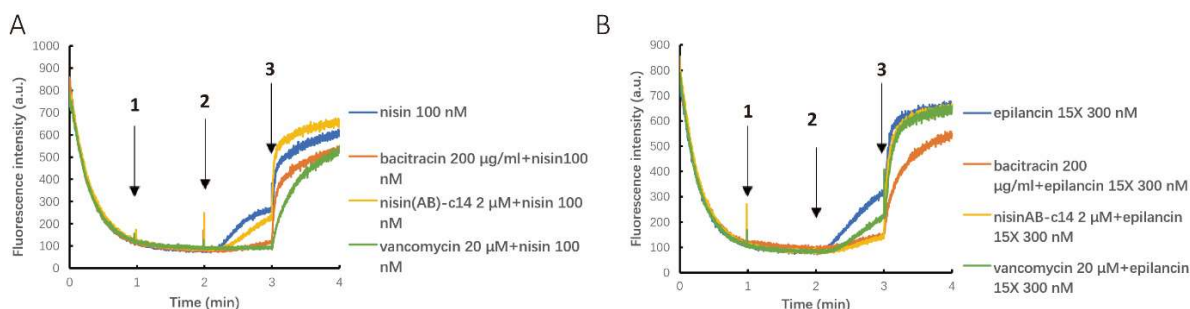 A
Fluorescence intensity (a.u.)
1000
900
800
700
600
500
400
300
200
100
0
0
1
2
3
4
Time (min)
1
2
3
nisin 100 nM
bacitracin 200 µg/ml+nisin100
nM
nisin(AB)-c14 2 µM+nisin 100
nM
vancomycin 20 µM+nisin 100
nM
B
Fluorescence intensity (a.u.)
900
800
700
600
500
400
300
200
100
0
0
1
2
3
4
Time (min)
1
2
3
epilancin 15X 300 nM
bacitracin 200
µg/ml+epilancin 15X 300 nM
nisinAB-c14 2 µM+epilancin
15X 300 nM
vancomycin 20 µM+epilancin
15X 300 nM